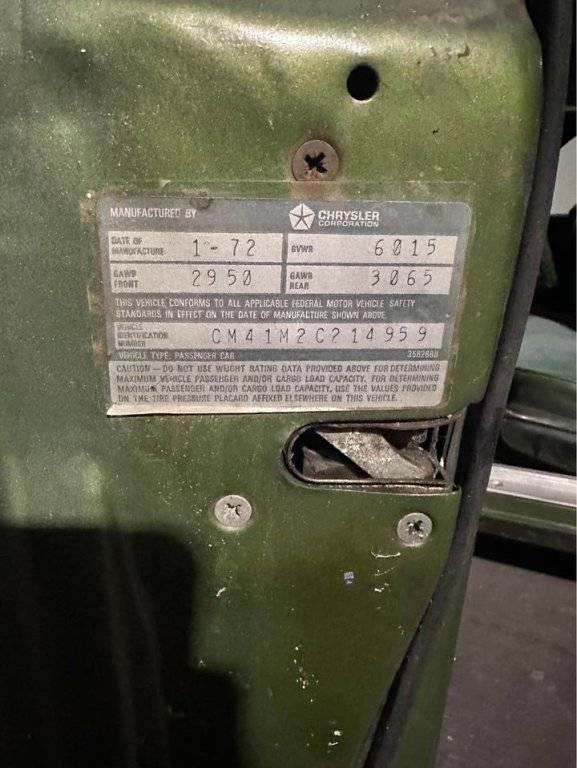 MANUFACTURED BY CHRYSLER CORPORATION
DATE OF MANUFACTURE 1 - 72 GVWR 6015
GAWR FRONT 2950 GAWR REAR 3065
THIS VEHICLE CONFORMS TO ALL APPLICABLE FEDERAL MOTOR VEHICLE SAFETY
STANDARDS IN EFFECT ON THE DATE OF MANUFACTURE SHOWN ABOVE.
VEHICLE IDENTIFICATION NUMBER CM41M2C214959
VEHICLE TYPE: PASSENGER CAR 3582688
CAUTION - DO NOT USE WEIGHT RATING DATA PROVIDED ABOVE FOR DETERMINING
MAXIMUM VEHICLE PASSENGER AND/OR CARGO LOAD CAPACITY. FOR DETERMINING
MAXIMUM PASSENGER AND/OR CARGO LOAD CAPACITY, USE THE VALUES PROVIDED
ON THE TIRE PRESSURE PLACARD AFFIXED ELSEWHERE ON THIS VEHICLE.